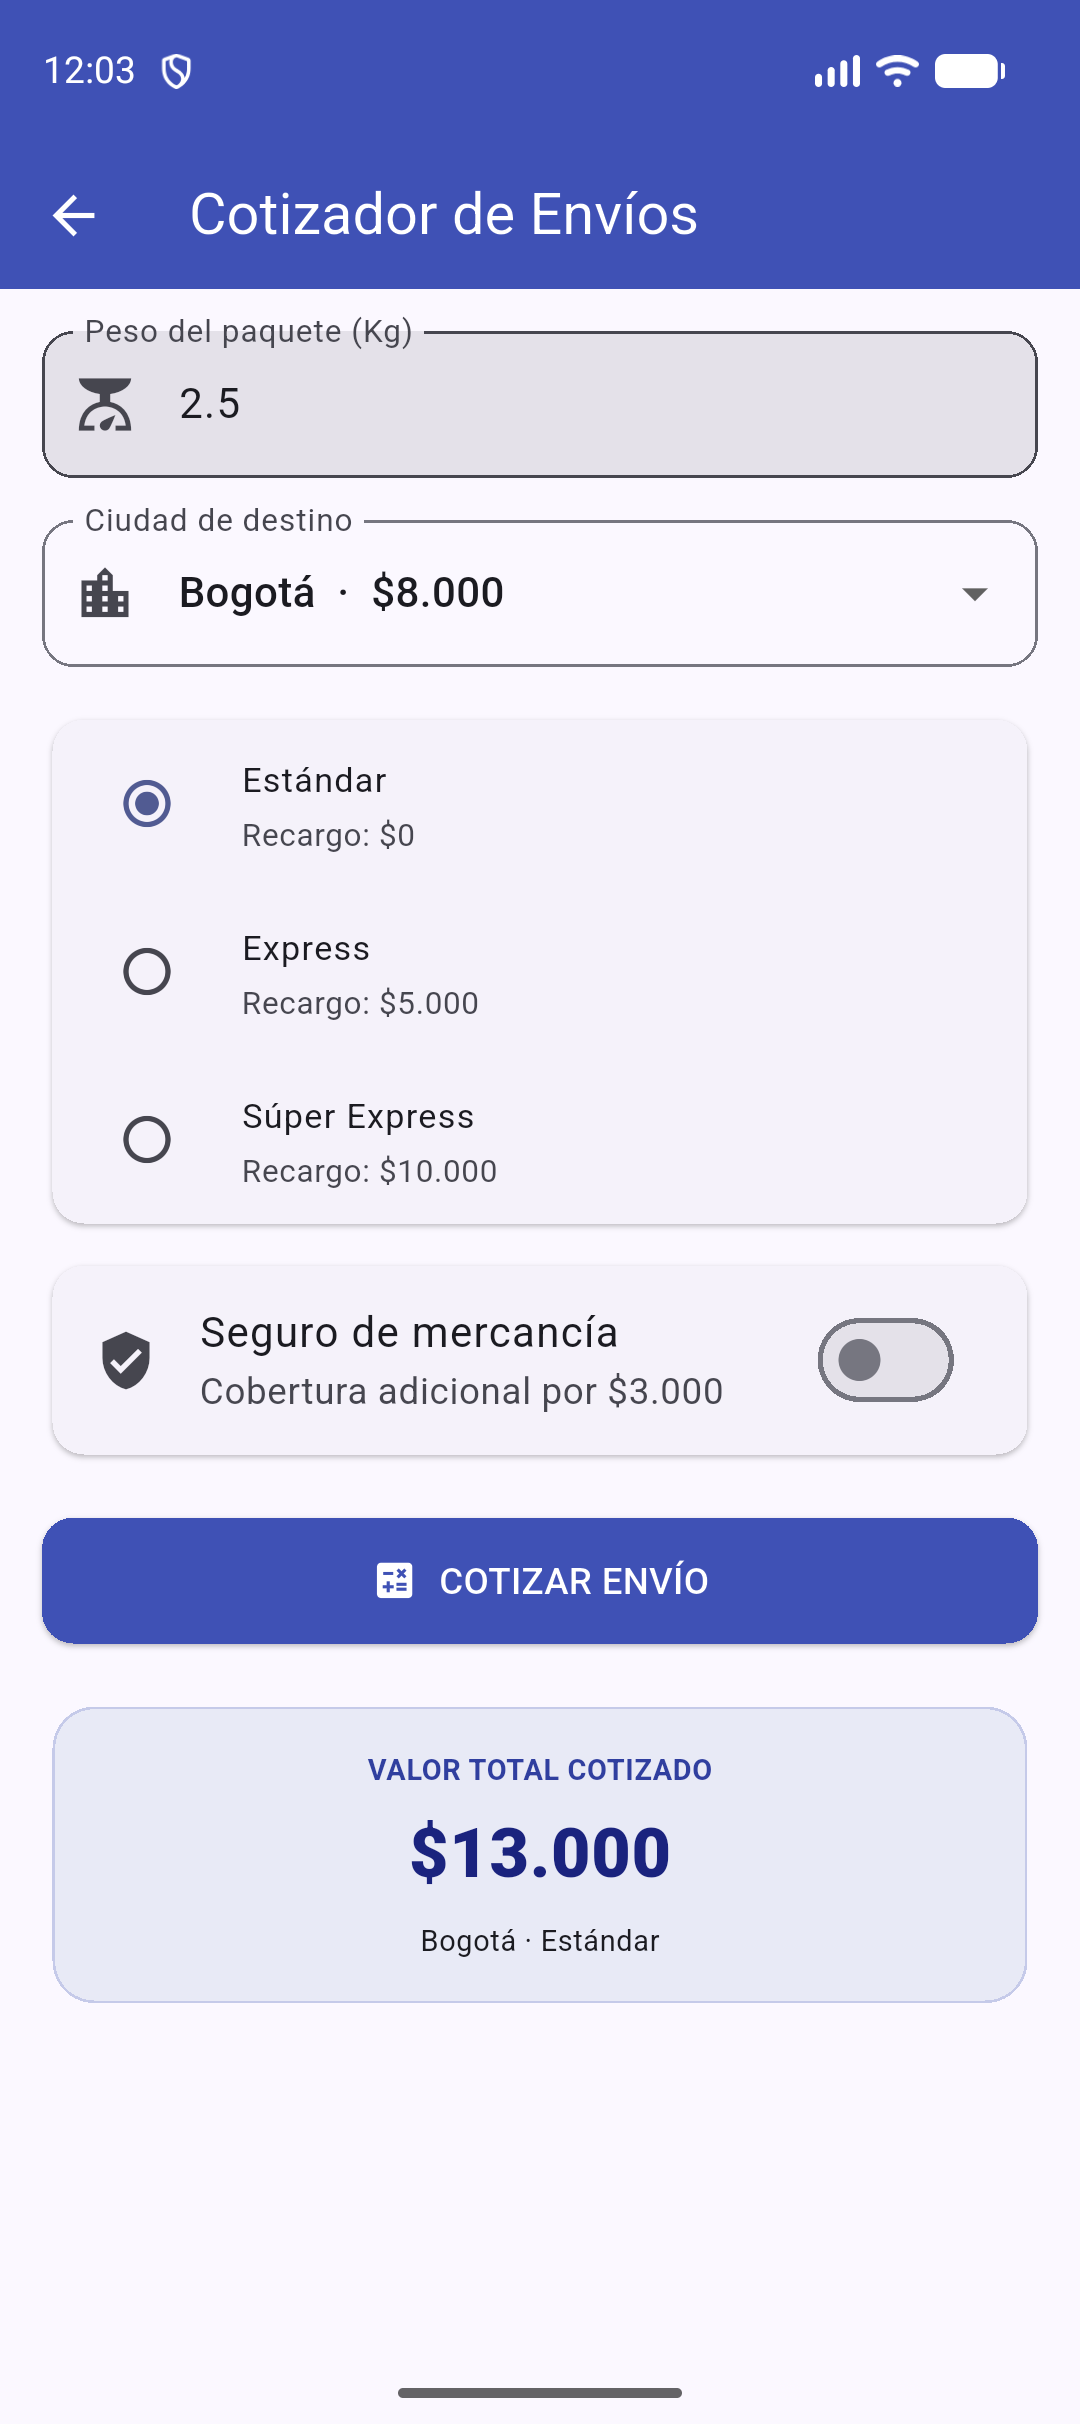 12:03
Cotizador de Envíos
Peso del paquete (Kg)
2.5
Ciudad de destino
Bogotá · $8.000
Estándar
Recargo: $0
Express
Recargo: $5.000
Súper Express
Recargo: $10.000
Seguro de mercancía
Cobertura adicional por $3.000
COTIZAR ENVÍO
VALOR TOTAL COTIZADO
$13.000
Bogotá · Estándar